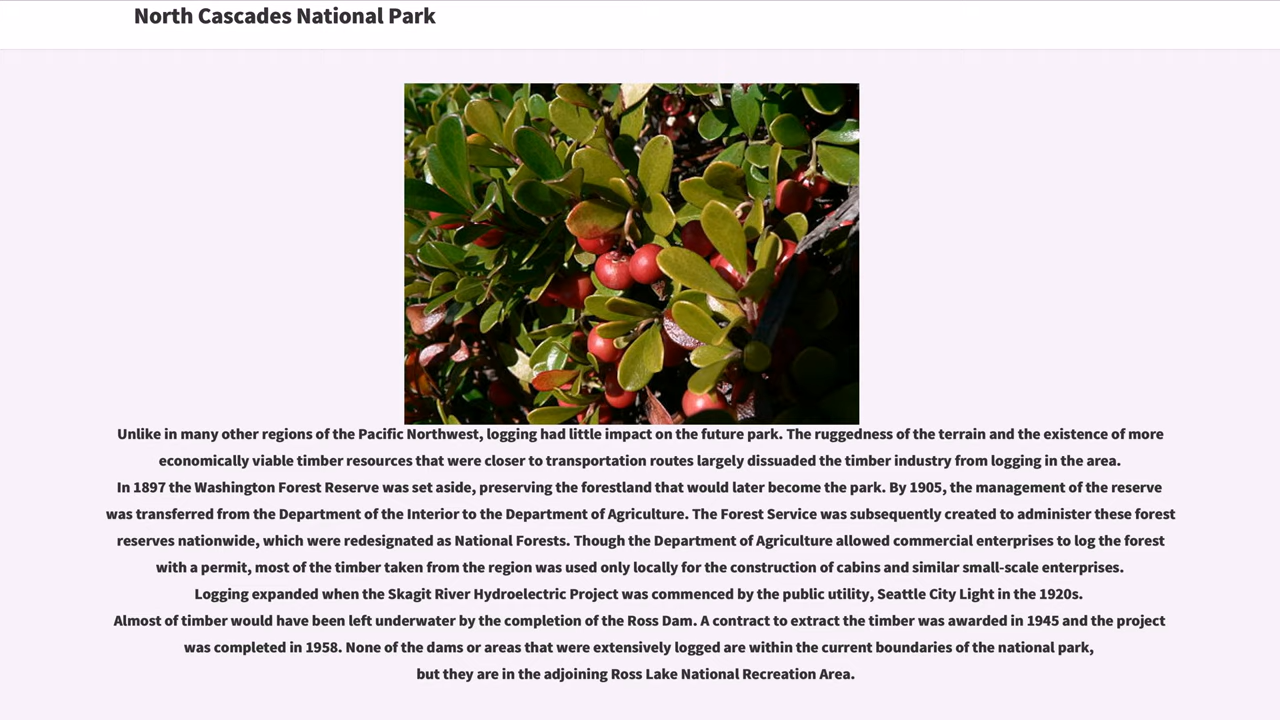 North Cascades National Park
Unlike in many other regions of the Pacific Northwest, logging had little impact on the future park. The ruggedness of the terrain and the existence of more
economically viable timber resources that were closer to transportation routes largely dissuaded the timber industry from logging in the area.
In 1897 the Washington Forest Reserve was set aside, preserving the forestland that would later become the park. By 1905, the management of the reserve
was transferred from the Department of the Interior to the Department of Agriculture. The Forest Service was subsequently created to administer these forest
reserves nationwide, which were redesignated as National Forests. Though the Department of Agriculture allowed commercial enterprises to log the forest
with a permit, most of the timber taken from the region was used only locally for the construction of cabins and similar small-scale enterprises.
Logging expanded when the Skagit River Hydroelectric Project was commenced by the public utility, Seattle City Light in the 1920s.
Almost of timber would have been left underwater by the completion of the Ross Dam. A contract to extract the timber was awarded in 1945 and the project
was completed in 1958. None of the dams or areas that were extensively logged are within the current boundaries of the national park,
but they are in the adjoining Ross Lake National Recreation Area.